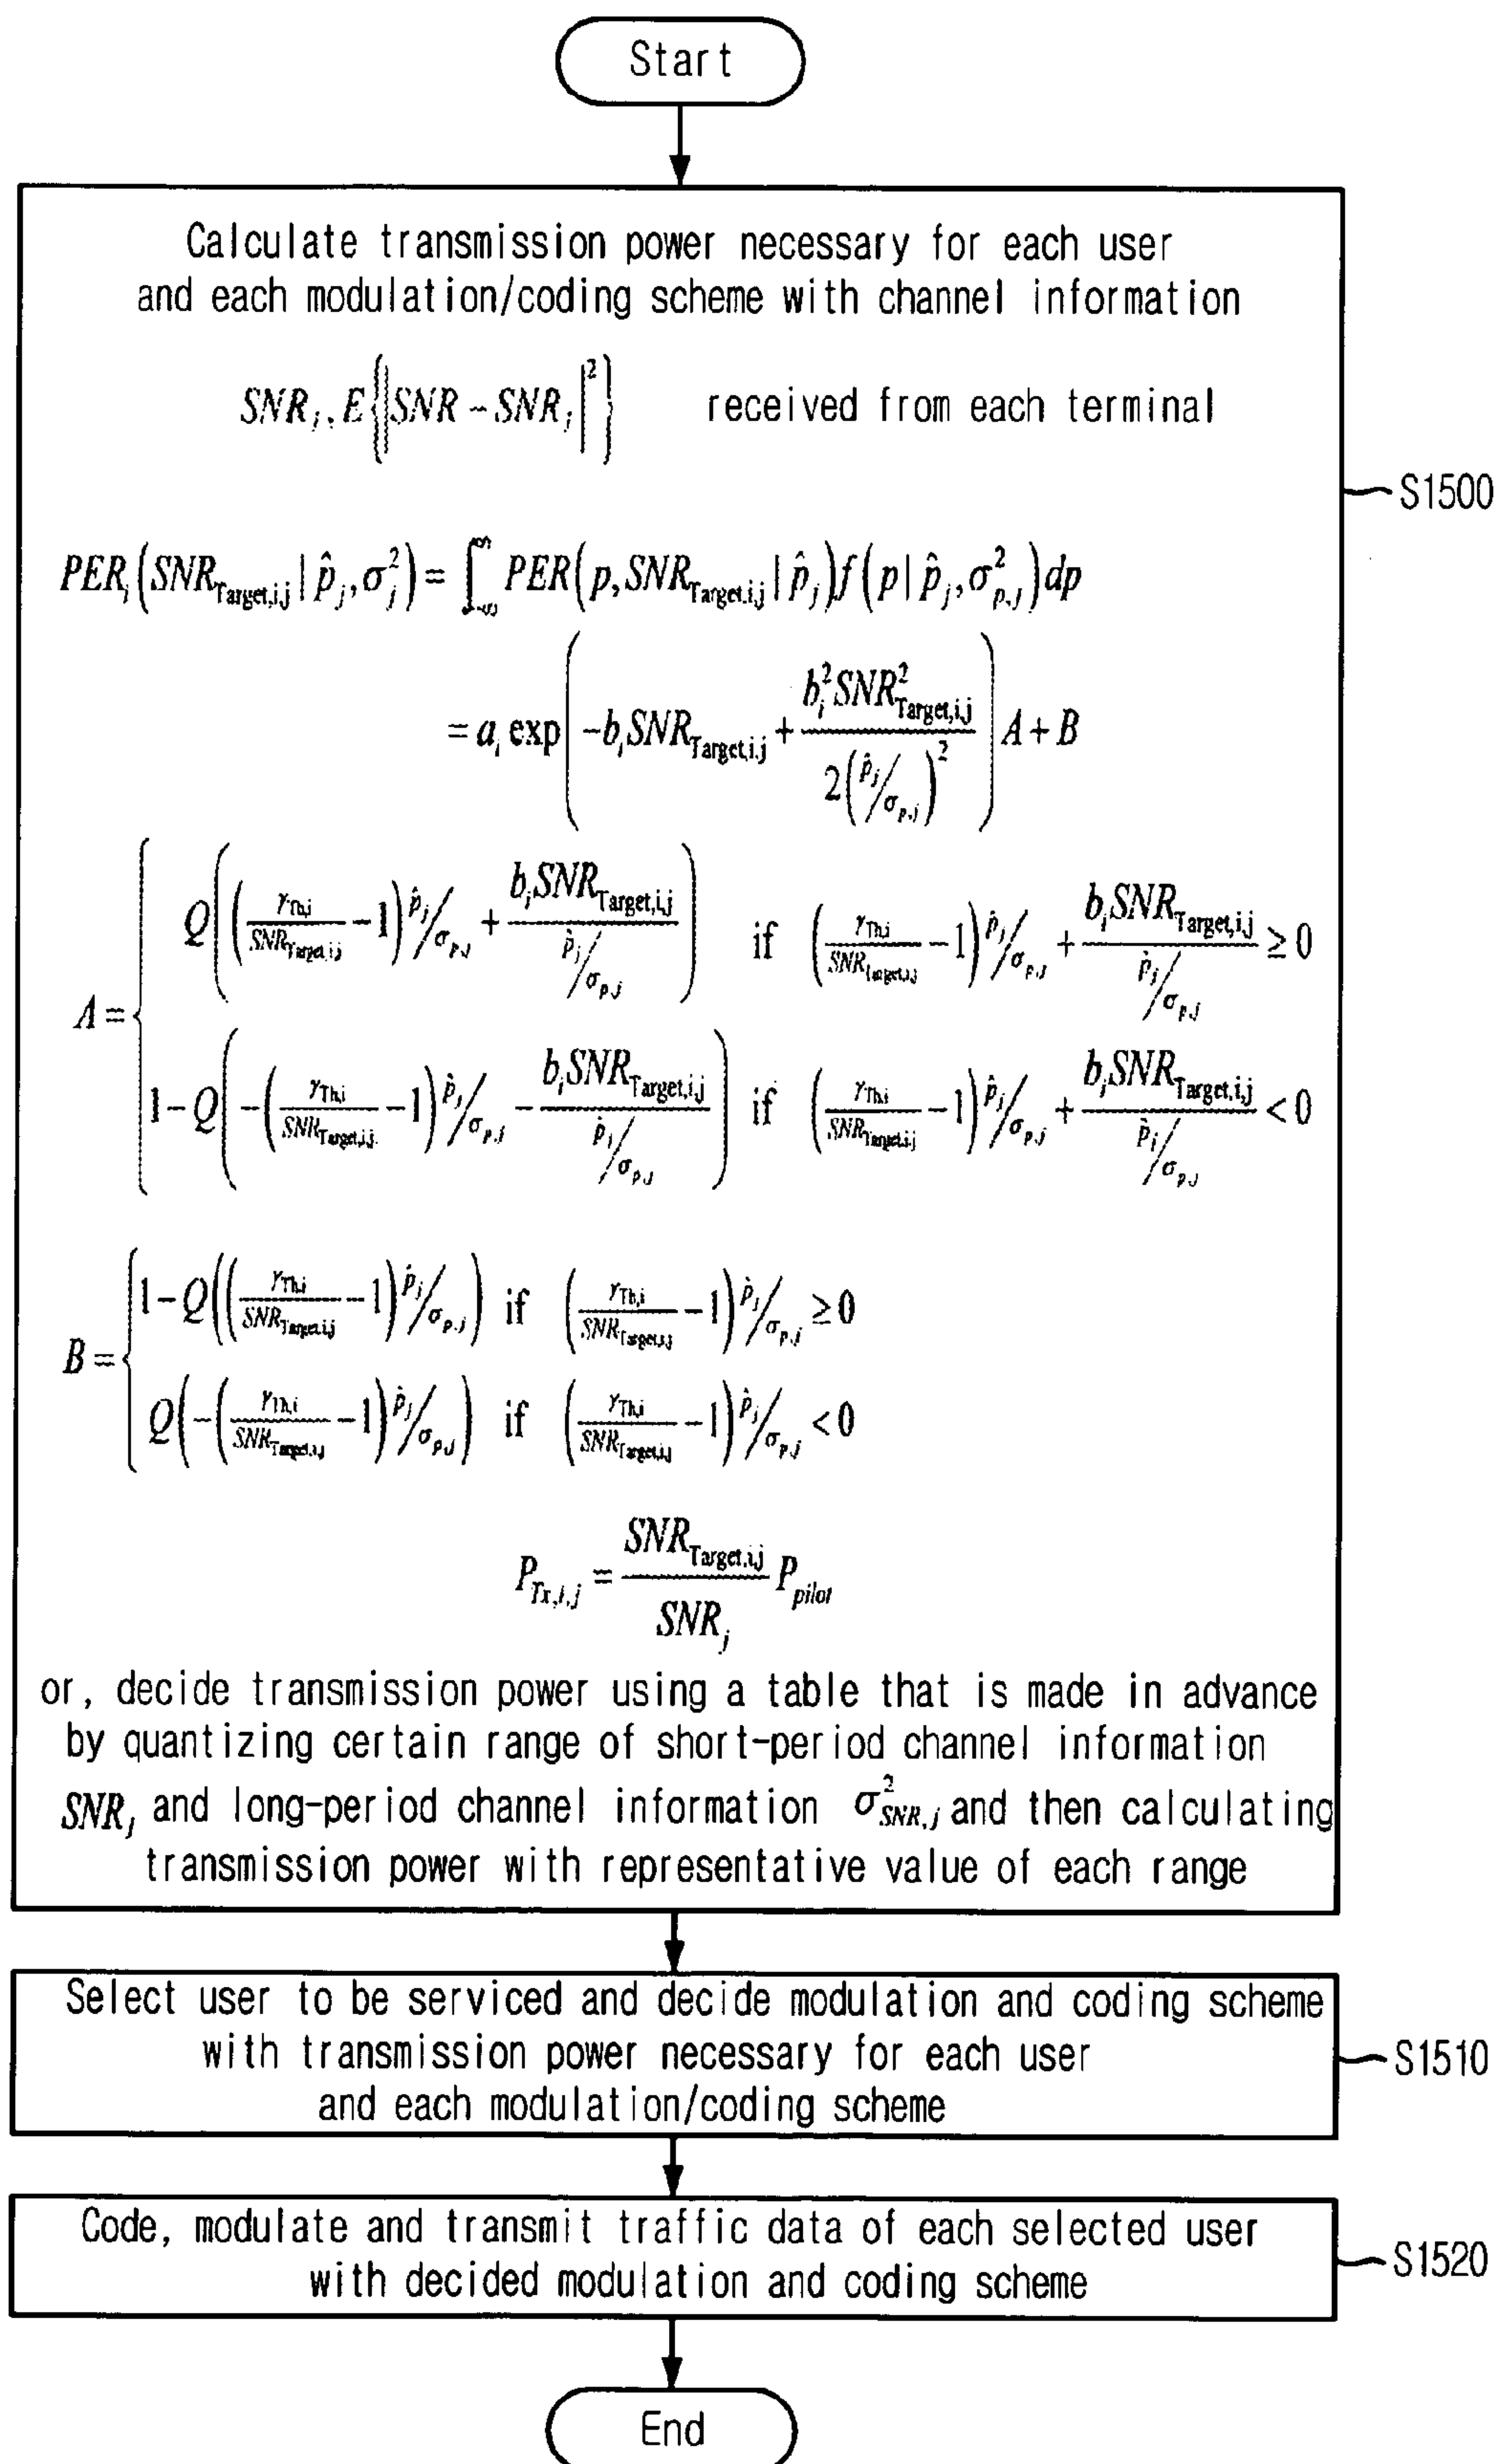 Start
Calculate transmission power necessary for each user
and each modulation/coding scheme with channel information
SNR_j, E{|SNR - SNR_j|^2} received from each terminal
S1500
PER_i(SNR_Target,i,j | p̂_j, σ_j^2) = ∫_-∞^∞ PER(p, SNR_Target,i,j | p̂_j) f(p | p̂_j, σ_p,j^2) dp
= a_i exp(-b_i SNR_Target,i,j + b_i^2 SNR^2_Target,i,j / 2(p̂_j/σ_p,j)^2) A + B
A = { Q((γ_Th,i/SNR_Target,i,j - 1) p̂_j/σ_p,j + b_i SNR_Target,i,j / (p̂_j/σ_p,j)) if (γ_Th,i/SNR_Target,i,j - 1) p̂_j/σ_p,j + b_i SNR_Target,i,j / (p̂_j/σ_p,j) ≥ 0
1 - Q(-(γ_Th,i/SNR_Target,i,j - 1) p̂_j/σ_p,j - b_i SNR_Target,i,j / (p̂_j/σ_p,j)) if (γ_Th,i/SNR_Target,i,j - 1) p̂_j/σ_p,j + b_i SNR_Target,i,j / (p̂_j/σ_p,j) < 0
B = { 1 - Q((γ_Th,i/SNR_Target,i,j - 1) p̂_j/σ_p,j) if (γ_Th,i/SNR_Target,i,j - 1) p̂_j/σ_p,j ≥ 0
Q(-(γ_Th,i/SNR_Target,i,j - 1) p̂_j/σ_p,j) if (γ_Th,i/SNR_Target,i,j - 1) p̂_j/σ_p,j < 0
P_Tx,i,j = SNR_Target,i,j / SNR_j P_pilot
or, decide transmission power using a table that is made in advance
by quantizing certain range of short-period channel information
SNR_j and long-period channel information σ^2_SNR,j and then calculating
transmission power with representative value of each range
Select user to be serviced and decide modulation and coding scheme
with transmission power necessary for each user
and each modulation/coding scheme
S1510
Code, modulate and transmit traffic data of each selected user
with decided modulation and coding scheme
S1520
End